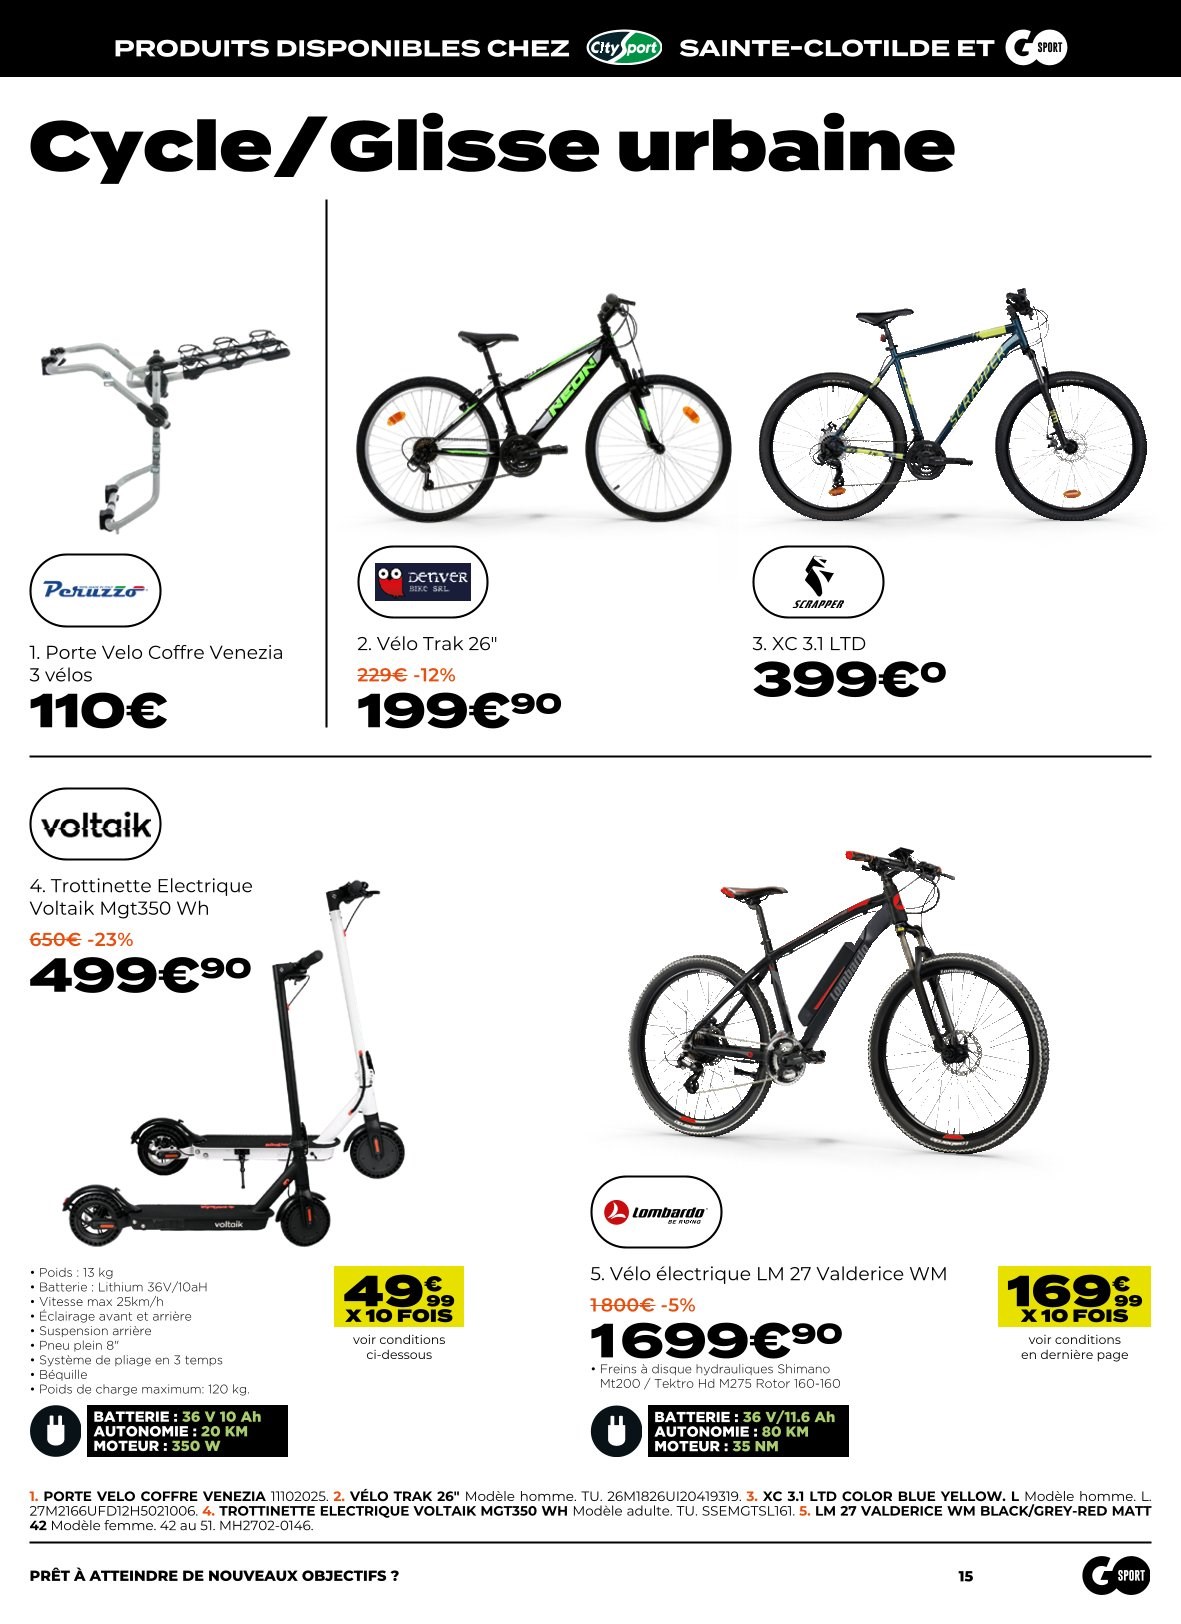 PRODUITS DISPONIBLES CHEZ CitySport SAINTE-CLOTILDE ET GO SPORT
Cycle/Glisse urbaine
NEON
SCRAPPER
Peruzzo
1. Porte Velo Coffre Venezia
3 vélos
110€
DENVER
BIKE SRL
2. Vélo Trak 26"
229€ -12%
199€90
SCRAPPER
3. XC 3.1 LTD
399€0
voltaik
4. Trottinette Electrique
Voltaik Mgt350 Wh
650€ -23%
499€90
voltaik
Lombardo
Lombardo
BE RIDING
• Poids : 13 kg
• Batterie : Lithium 36V/10aH
• Vitesse max 25km/h
• Éclairage avant et arrière
• Suspension arrière
• Pneu plein 8"
• Système de pliage en 3 temps
• Béquille
• Poids de charge maximum: 120 kg.
49€99
X 10 FOIS
voir conditions
ci-dessous
BATTERIE : 36 V 10 Ah
AUTONOMIE : 20 KM
MOTEUR : 350 W
5. Vélo électrique LM 27 Valderice WM
1 800€ -5%
1 699€90
• Freins à disque hydrauliques Shimano
Mt200 / Tektro Hd M275 Rotor 160-160
169€99
X 10 FOIS
voir conditions
en dernière page
BATTERIE : 36 V/11.6 Ah
AUTONOMIE : 80 KM
MOTEUR : 35 NM
1. PORTE VELO COFFRE VENEZIA 11102025. 2. VÉLO TRAK 26" Modèle homme. TU. 26M1826UI20419319. 3. XC 3.1 LTD COLOR BLUE YELLOW. L Modèle homme. L.
27M2166UFD12H5021006. 4. TROTTINETTE ELECTRIQUE VOLTAIK MGT350 WH Modèle adulte. TU. SSEMGTSL161. 5. LM 27 VALDERICE WM BLACK/GREY-RED MATT
42 Modèle femme. 42 au 51. MH2702-0146.
PRÊT À ATTEINDRE DE NOUVEAUX OBJECTIFS ?
15
GO SPORT